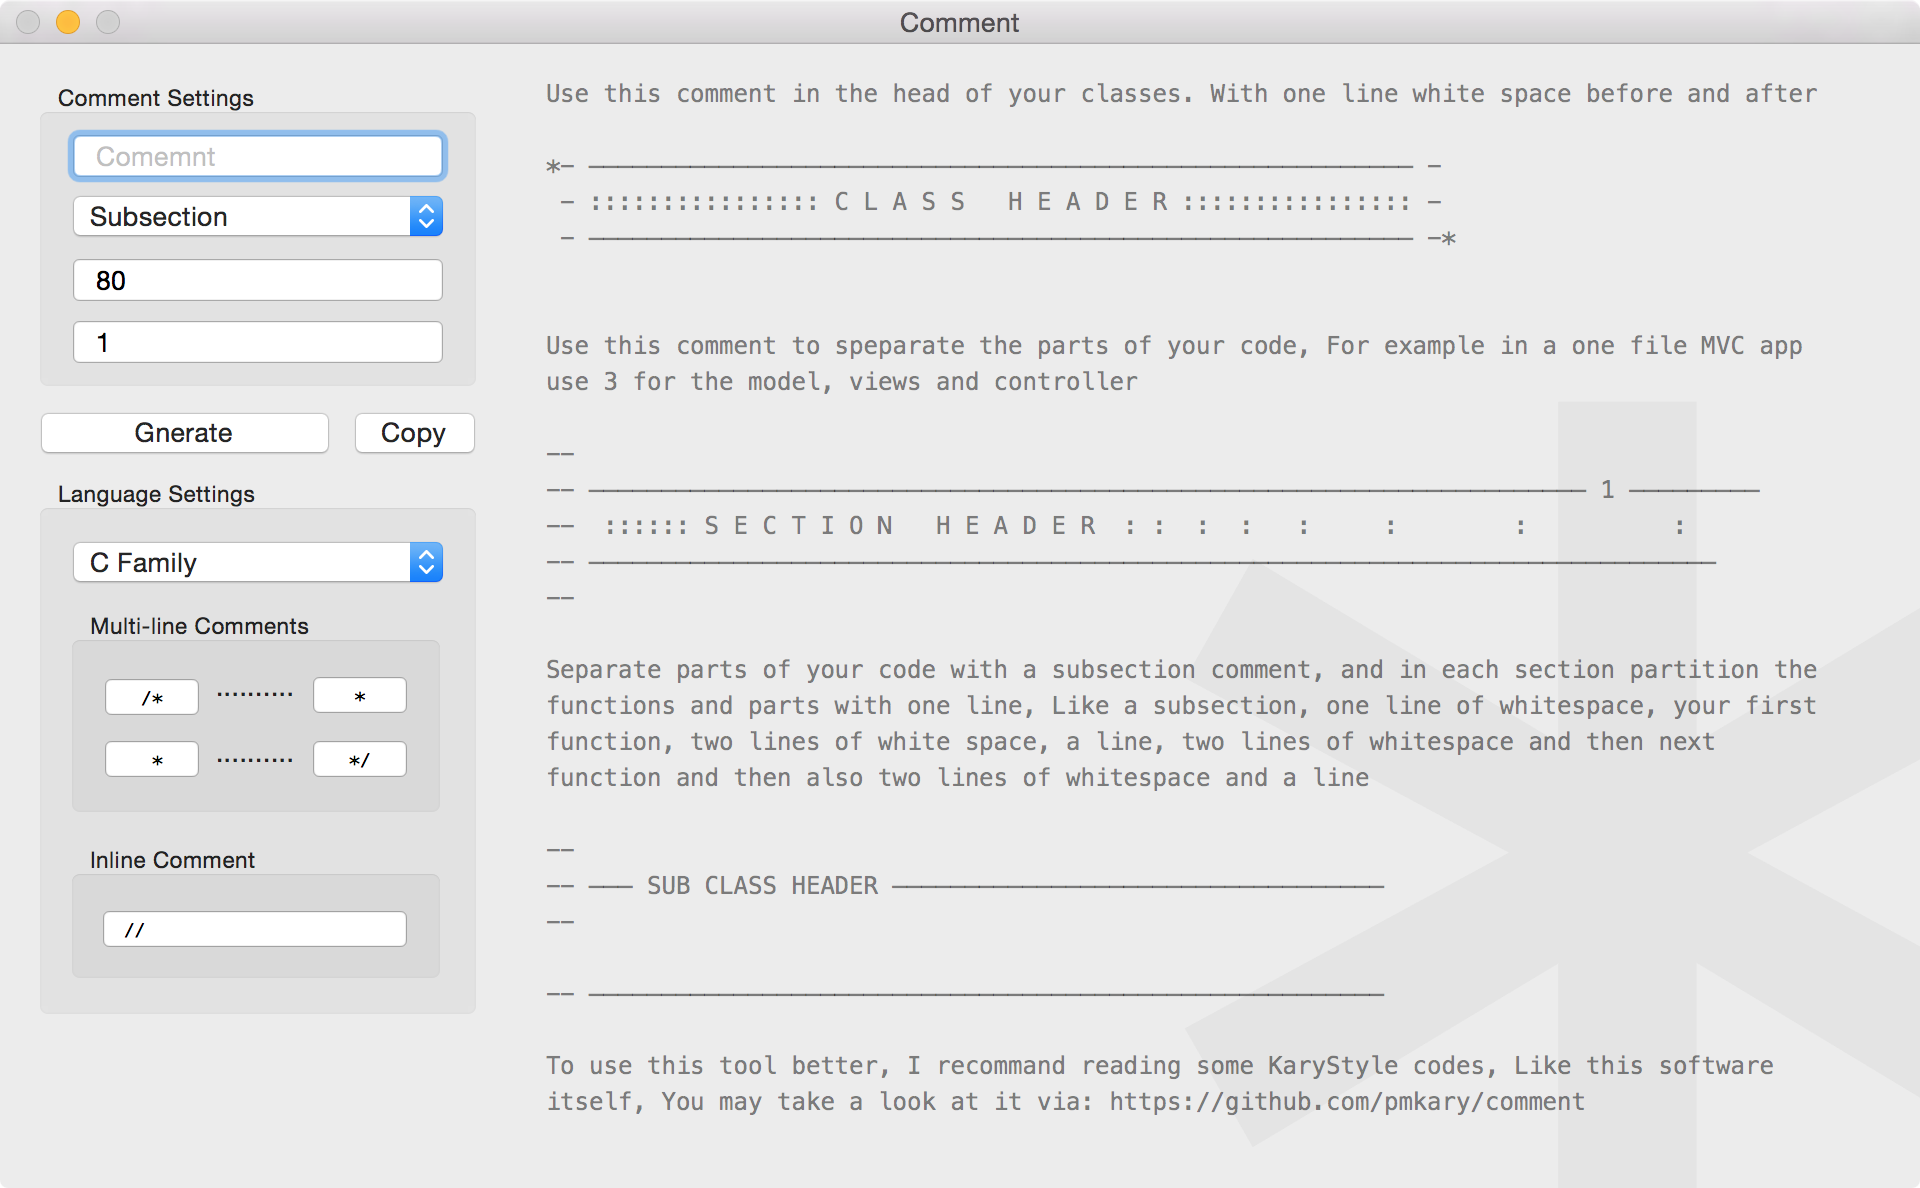 Comment
Comment Settings
Comemnt
Subsection
80
1
Gnerate
Copy
Language Settings
C Family
Multi-line Comments
/* .......... *
* .......... */
Inline Comment
//
Use this comment in the head of your classes. With one line white space before and after
*— ————————————————————————————————————————————————————————— —
— :::::::::::::::: C L A S S   H E A D E R :::::::::::::::: —
— ————————————————————————————————————————————————————————— —*
Use this comment to speparate the parts of your code, For example in a one file MVC app
use 3 for the model, views and controller
——
—— ————————————————————————————————————————————————————————————————————— 1 —————————
——  :::::: S E C T I O N   H E A D E R  : :  :  :   :     :        :          :
—— ——————————————————————————————————————————————————————————————————————————————
——
Separate parts of your code with a subsection comment, and in each section partition the
functions and parts with one line, Like a subsection, one line of whitespace, your first
function, two lines of white space, a line, two lines of whitespace and then next
function and then also two lines of whitespace and a line
——
—— ——— SUB CLASS HEADER ——————————————————————————————————
——
—— ———————————————————————————————————————————————————————
To use this tool better, I recommand reading some KaryStyle codes, Like this software
itself, You may take a look at it via: https://github.com/pmkary/comment